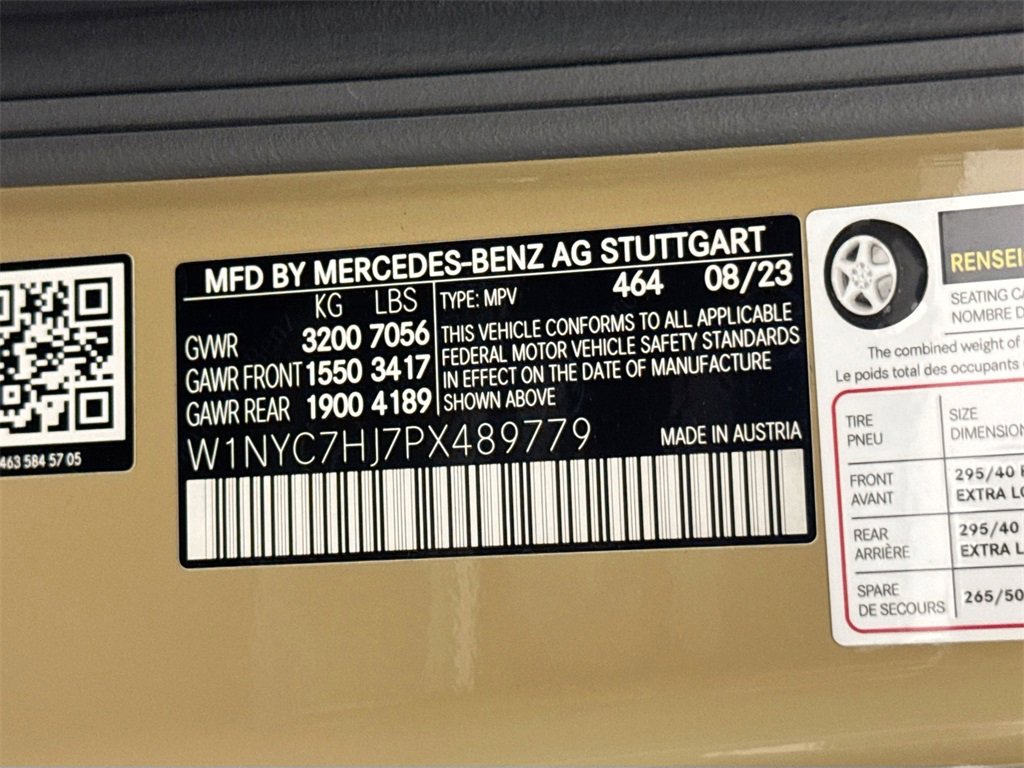 463 584 57 05
MFD BY MERCEDES-BENZ AG STUTTGART
KG LBS
GVWR 3200 7056
GAWR FRONT 1550 3417
GAWR REAR 1900 4189
TYPE: MPV 464 08/23
THIS VEHICLE CONFORMS TO ALL APPLICABLE
FEDERAL MOTOR VEHICLE SAFETY STANDARDS
IN EFFECT ON THE DATE OF MANUFACTURE
SHOWN ABOVE
W1NYC7HJ7PX489779
MADE IN AUSTRIA
SEATING
NOMBRE
The combined weight of
Le poids total des occupants
TIRE
PNEU
SIZE
DIMENSION
FRONT
AVANT
295/40
EXTRA
REAR
ARRIÈRE
295/40
EXTRA
SPARE
DE SECOURS
265/50